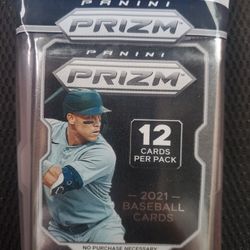 PANINI
PRIZM
PANINI
PRIZM
12
CARDS
PER PACK
2021
BASEBALL
CARDS
NO PURCHASE NECESSARY